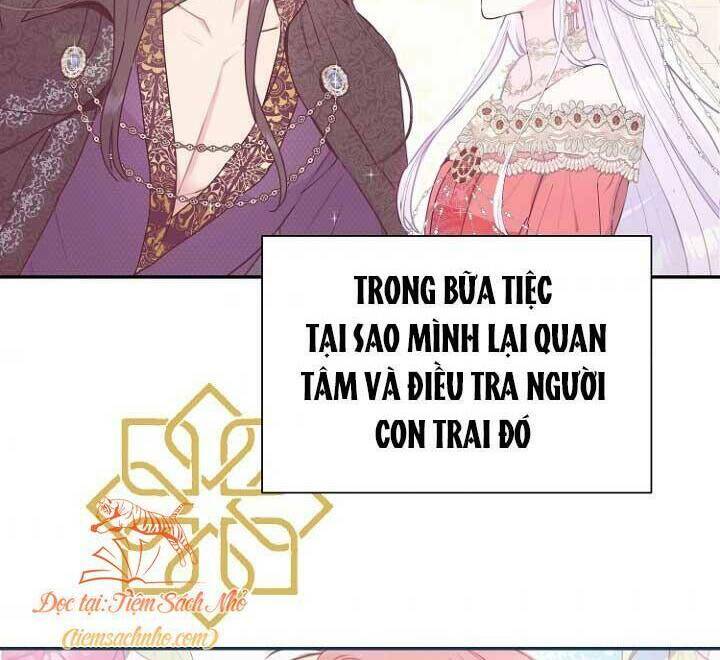 TRONG BỮA TIỆC
TẠI SAO MÌNH LẠI QUAN
TÂM VÀ ĐIỀU TRA NGƯỜI
CON TRAI ĐÓ
Đọc tại: Tiệm Sách Nhỏ
(tiemsachnho.com)